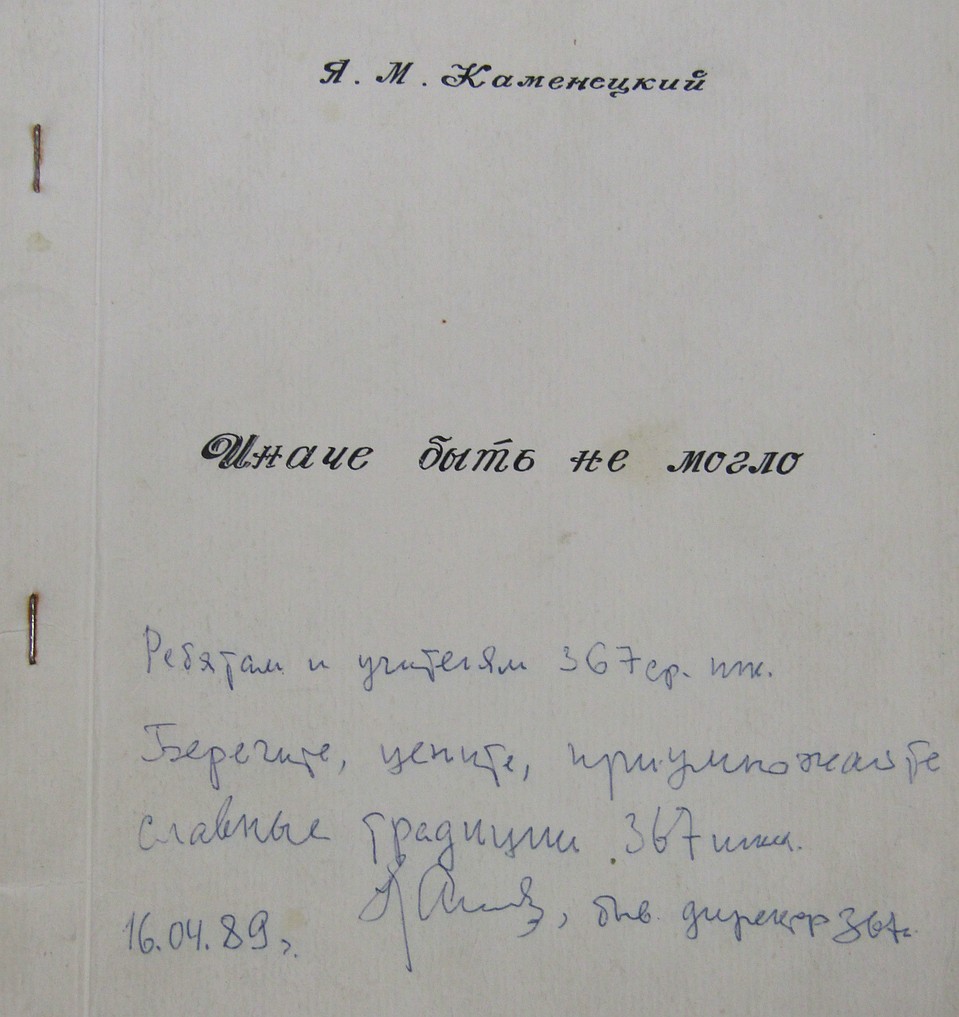 Я. М. Каменецкий
Иначе быть не могло
Ребятам и учителям 367 ср. шк.
Берегите, цените, приумножайте
славные традиции 367 шк.
, быв. директор 367
16.04.89 г.